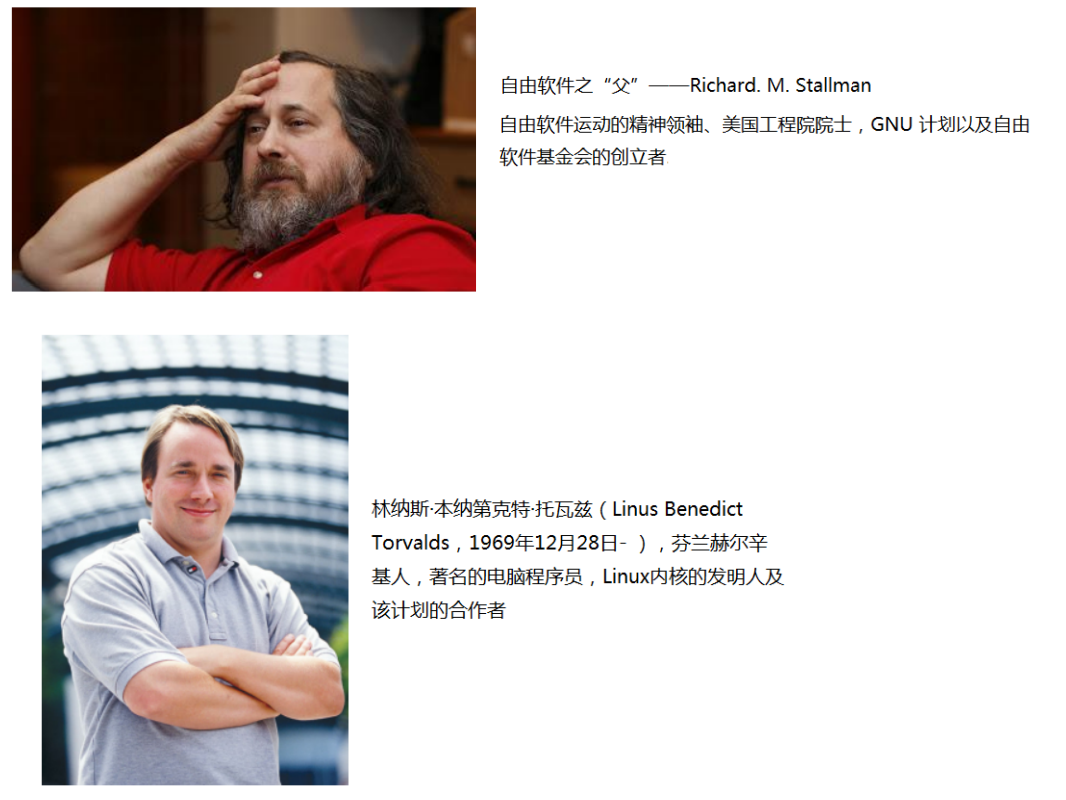 自由软件之“父”——Richard. M. Stallman
自由软件运动的精神领袖、美国工程院院士，GNU 计划以及自由
软件基金会的创立者
林纳斯·本纳第克特·托瓦兹（Linus Benedict
Torvalds，1969年12月28日- ），芬兰赫尔辛
基人，著名的电脑程序员，Linux内核的发明人及
该计划的合作者